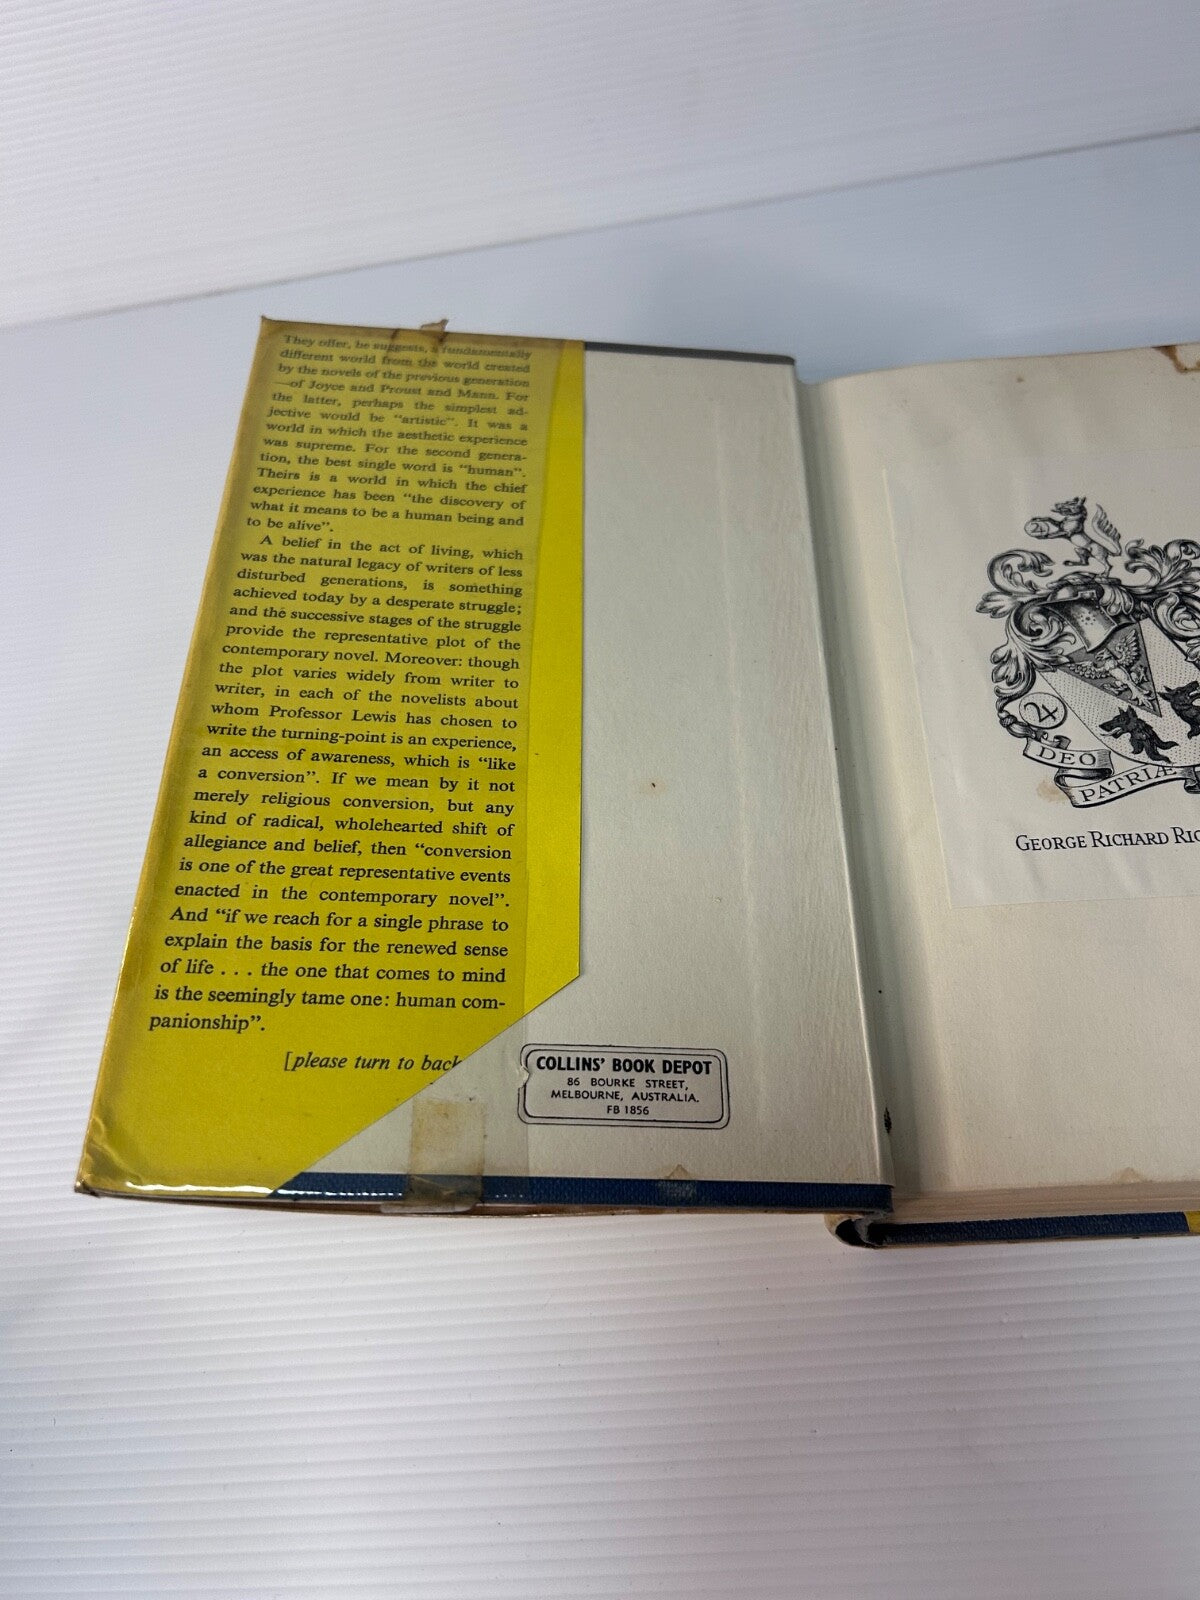 They offer, he suggests, a fundamentally
different world from the world created
by the novels of the previous generation
—of Joyce and Proust and Mann. For
the latter, perhaps the simplest ad-
jective would be "artistic". It was a
world in which the aesthetic experience
was supreme. For the second genera-
tion, the best single word is "human".
Theirs is a world in which the chief
experience has been "the discovery of
what it means to be a human being and
to be alive".
A belief in the act of living, which
was the natural legacy of writers of less
disturbed generations, is something
achieved today by a desperate struggle;
and the successive stages of the struggle
provide the representative plot of the
contemporary novel. Moreover: though
the plot varies widely from writer to
writer, in each of the novelists about
whom Professor Lewis has chosen to
write the turning-point is an experience,
an access of awareness, which is "like
a conversion". If we mean by it not
merely religious conversion, but any
kind of radical, wholehearted shift of
allegiance and belief, then "conversion
is one of the great representative events
enacted in the contemporary novel".
And "if we reach for a single phrase to
explain the basis for the renewed sense
of life . . . the one that comes to mind
is the seemingly tame one: human com-
panionship".
[please turn to back
COLLINS' BOOK DEPOT
86 BOURKE STREET,
MELBOURNE, AUSTRALIA.
FB 1856
24
24
DEO
PATRIÆ
GEORGE RICHARD RIC